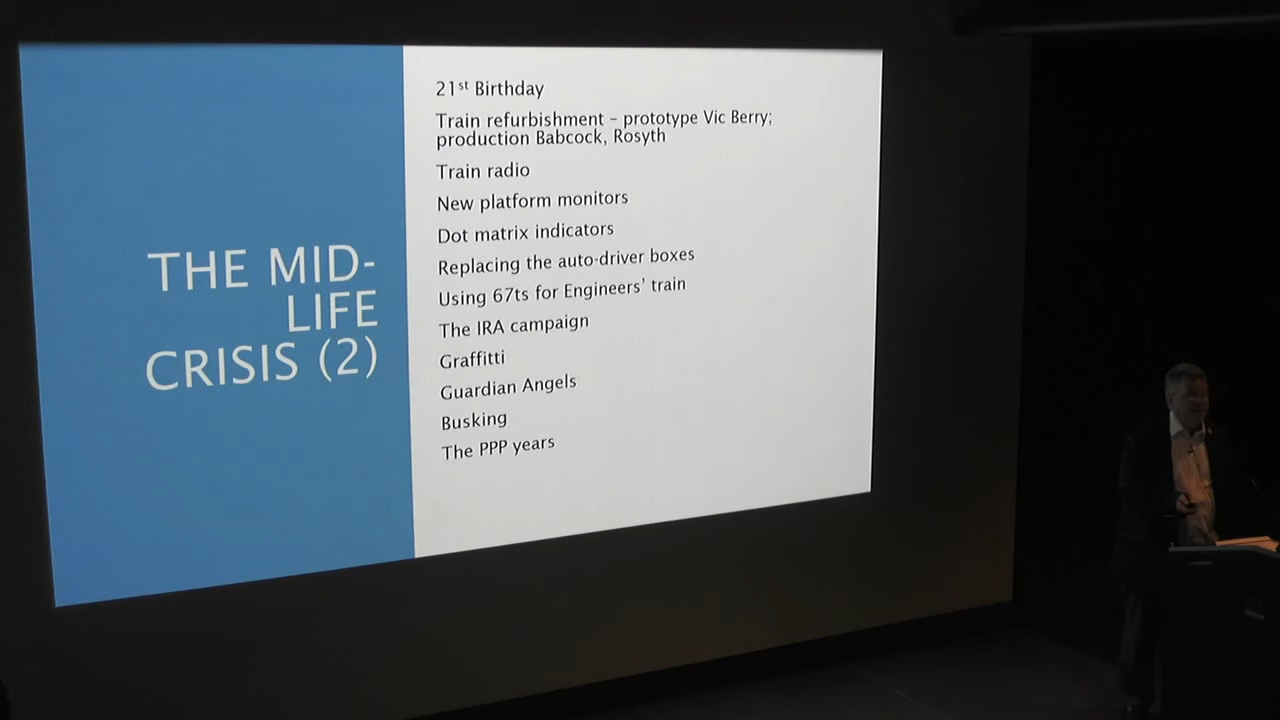 THE MID-
LIFE
CRISIS (2)
21st Birthday
Train refurbishment – prototype Vic Berry;
production Babcock, Rosyth
Train radio
New platform monitors
Dot matrix indicators
Replacing the auto-driver boxes
Using 67ts for Engineers' train
The IRA campaign
Graffitti
Guardian Angels
Busking
The PPP years